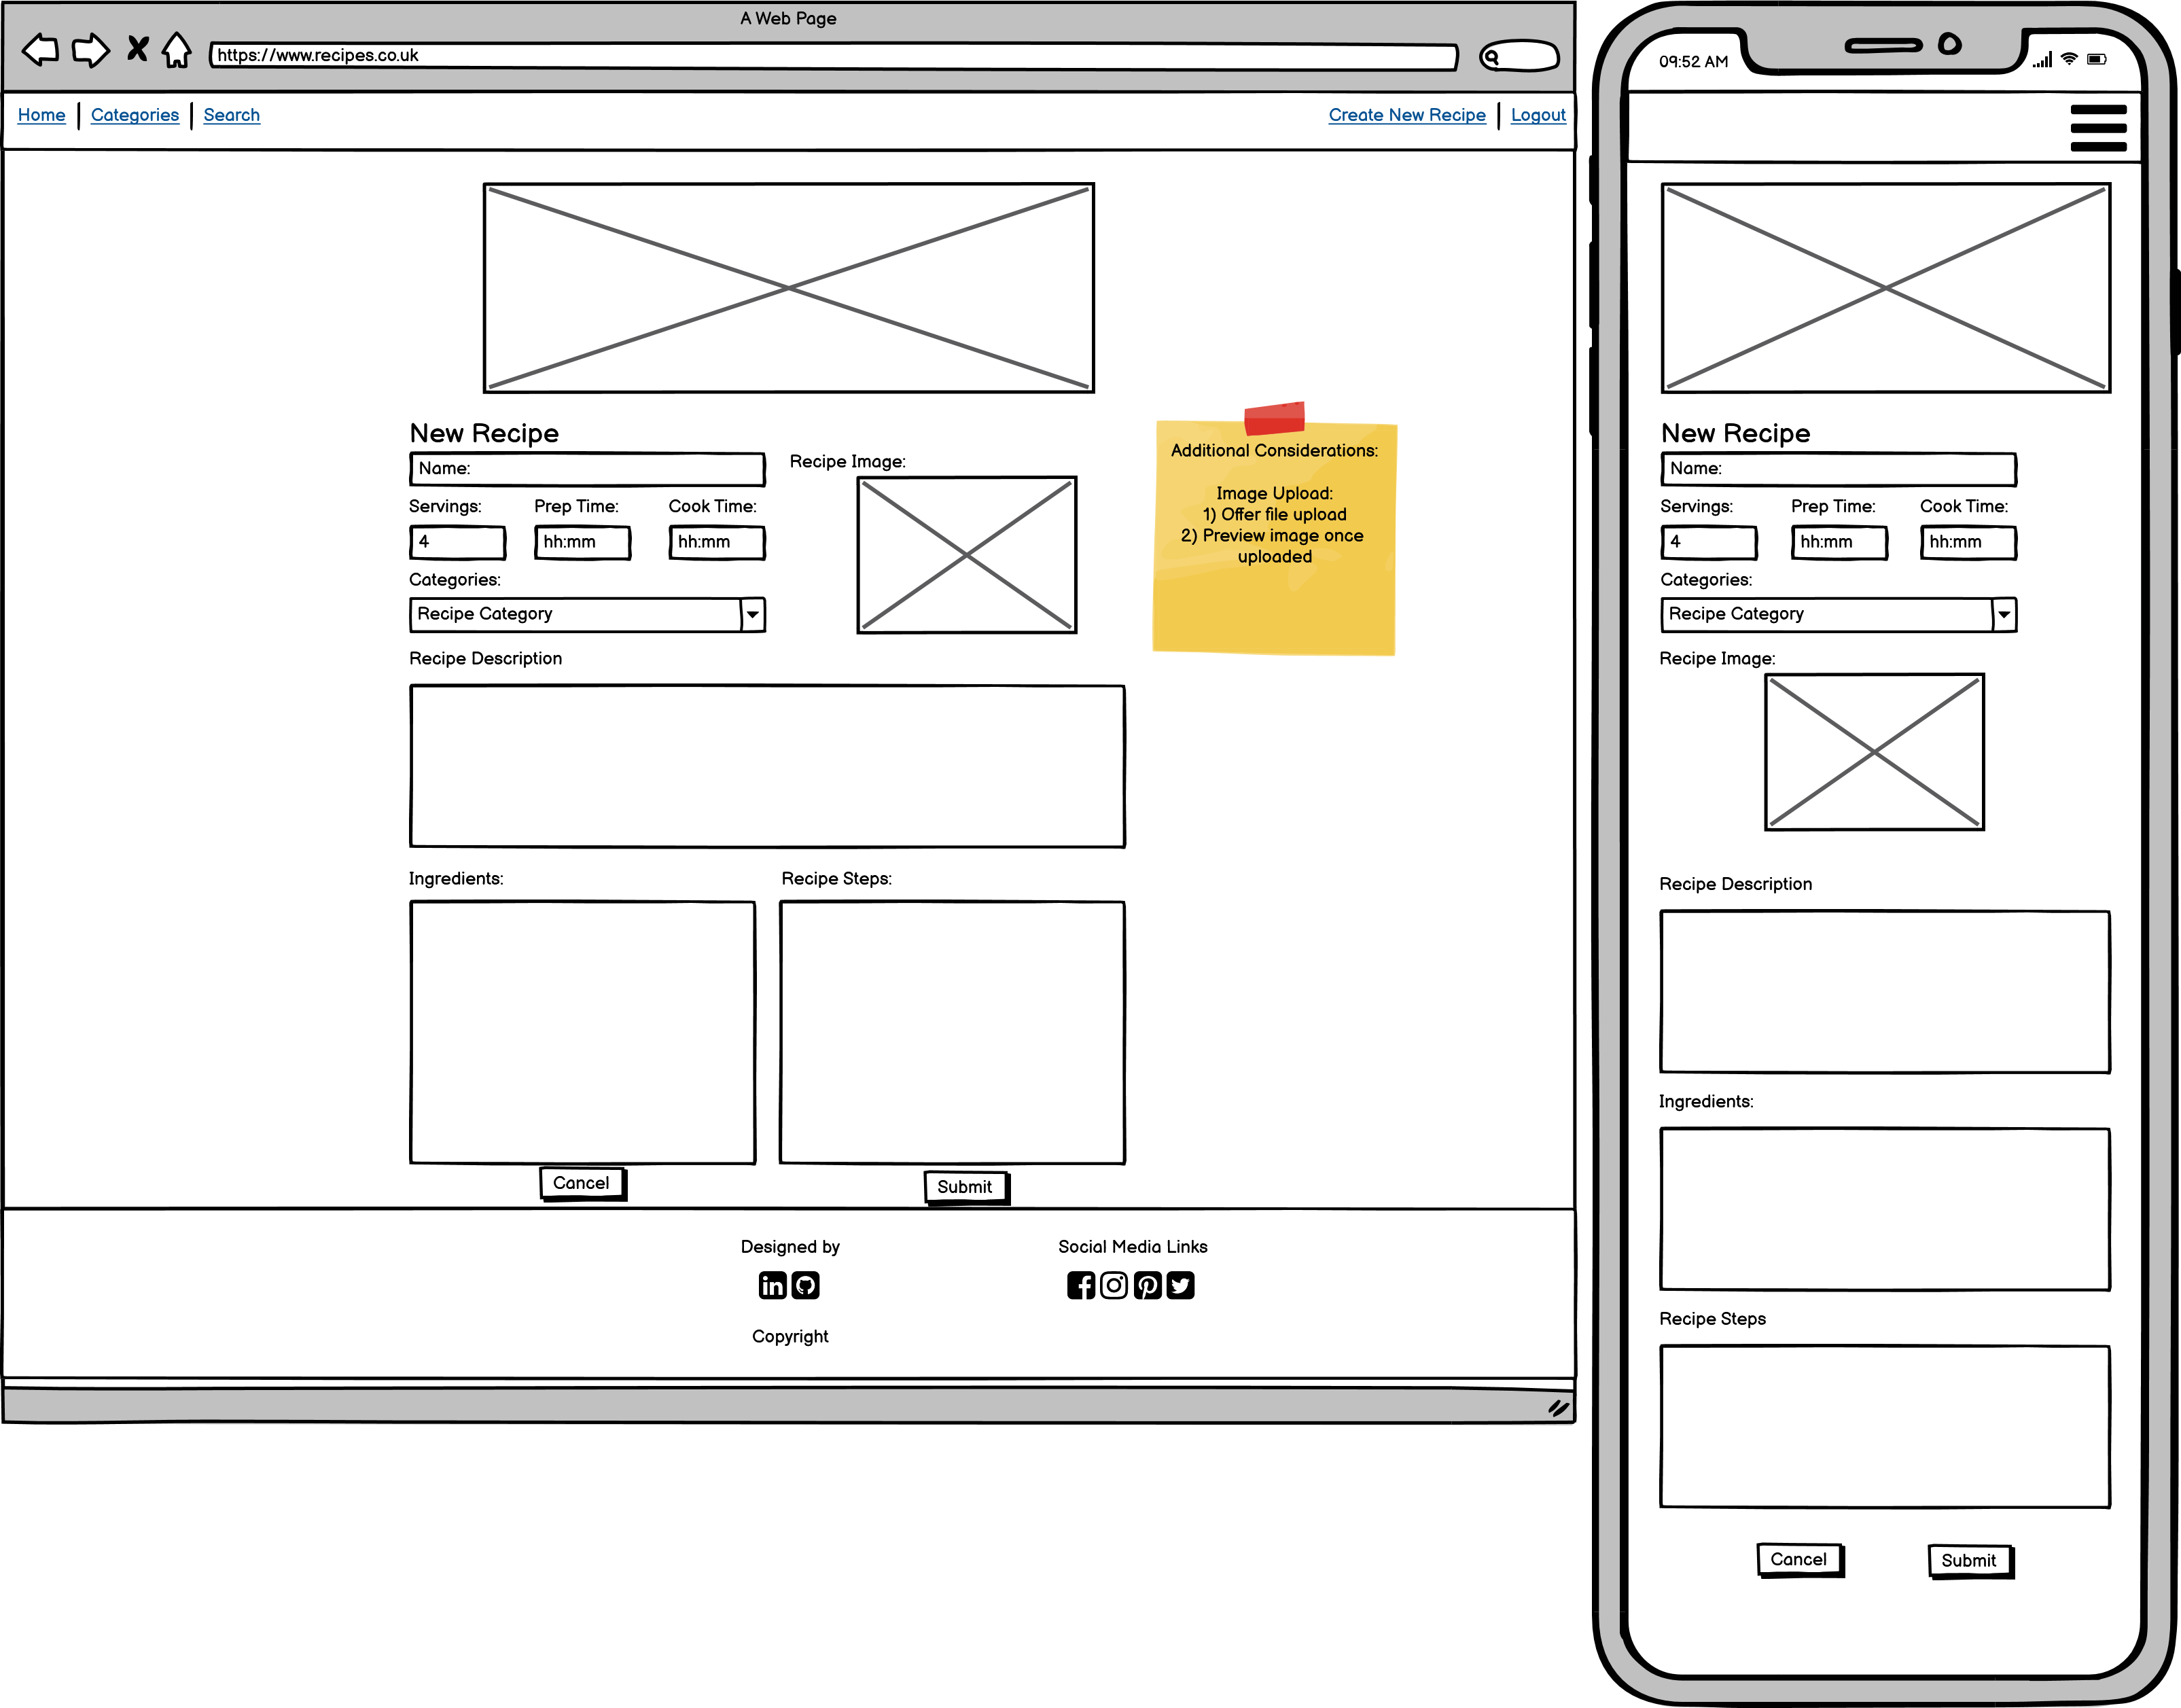 A Web Page
https://www.recipes.co.uk
Home
Categories
Search
Create New Recipe
Logout
New Recipe
Name:
Servings:
Prep Time:
Cook Time:
4
hh:mm
hh:mm
Categories:
Recipe Category
Recipe Image:
Additional Considerations:
Image Upload:
1) Offer file upload
2) Preview image once
uploaded
Recipe Description
Ingredients:
Recipe Steps:
Cancel
Submit
Designed by
in
Social Media Links
Copyright
09:52 AM
New Recipe
Name:
Servings:
Prep Time:
Cook Time:
4
hh:mm
hh:mm
Categories:
Recipe Category
Recipe Image:
Recipe Description
Ingredients:
Recipe Steps
Cancel
Submit